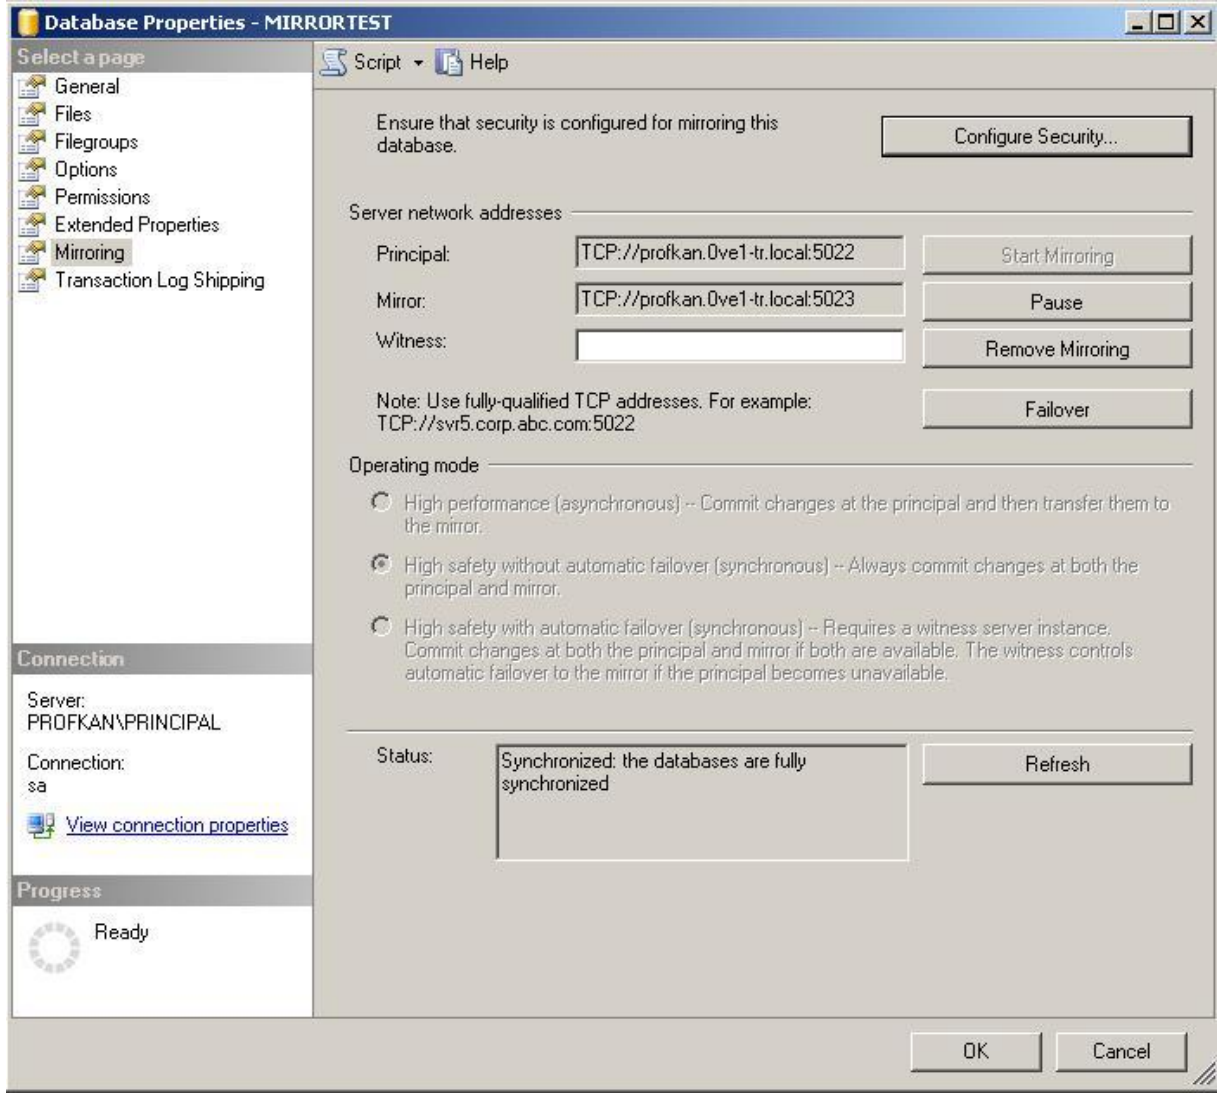 Database Properties - MIRRORTEST
Select a page
General
Files
Filegroups
Options
Permissions
Extended Properties
Mirroring
Transaction Log Shipping
Connection
Server:
PROFKAN\PRINCIPAL
Connection:
sa
View connection properties
Progress
Ready
Script
Help
Ensure that security is configured for mirroring this
database.
Configure Security...
Server network addresses
Principal:
TCP://profkan.0ve1-tr.local:5022
Start Mirroring
Mirror:
TCP://profkan.0ve1-tr.local:5023
Pause
Witness:
Remove Mirroring
Note: Use fully-qualified TCP addresses. For example:
TCP://svr5.corp.abc.com:5022
Failover
Operating mode
High performance (asynchronous) -- Commit changes at the principal and then transfer them to
the mirror.
High safety without automatic failover (synchronous) -- Always commit changes at both the
principal and mirror.
High safety with automatic failover (synchronous) -- Requires a witness server instance.
Commit changes at both the principal and mirror if both are available. The witness controls
automatic failover to the mirror if the principal becomes unavailable.
Status:
Synchronized: the databases are fully
synchronized
Refresh
OK
Cancel